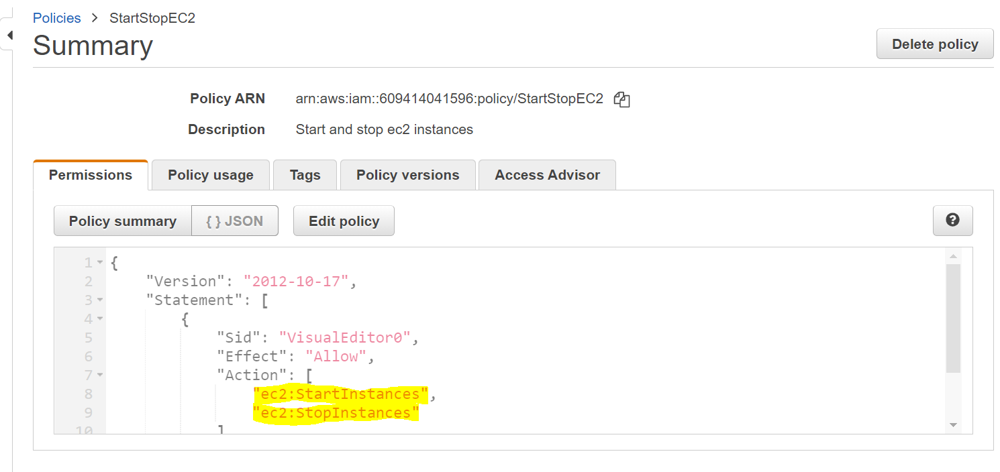 Policies > StartStopEC2
Summary
Delete policy
Policy ARN arn:aws:iam::609414041596:policy/StartStopEC2
Description Start and stop ec2 instances
Permissions Policy usage Tags Policy versions Access Advisor
Policy summary { } JSON Edit policy ?
1 {
2 "Version": "2012-10-17",
3 "Statement": [
4 {
5 "Sid": "VisualEditor0",
6 "Effect": "Allow",
7 "Action": [
8 "ec2:StartInstances",
9 "ec2:StopInstances"
10 ]